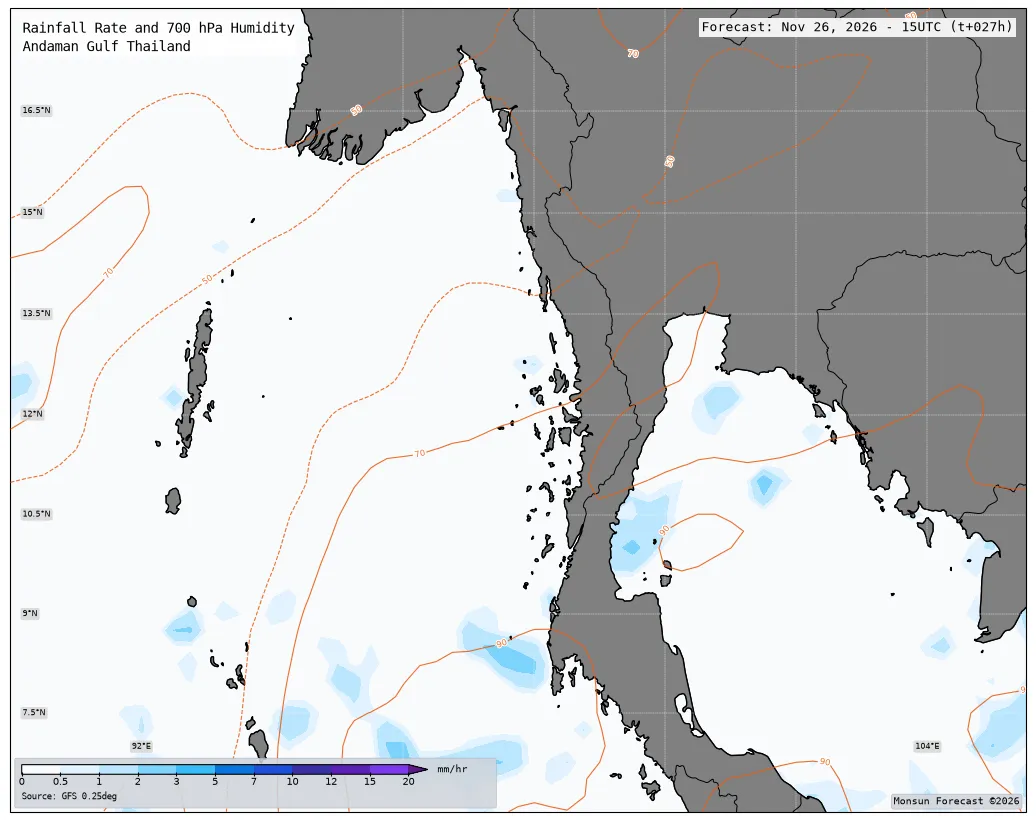 Rainfall Rate and 700 hPa Humidity
Andaman Gulf Thailand
Forecast: Nov 26, 2026 - 15UTC (t+027h)
50
70
50
16.5°N
50
15°N
70
50
13.5°N
12°N
70
10.5°N
90
9°N
90
90
7.5°N
92°E
104°E
90
0 0.5 1 2 3 5 7 10 12 15 20 mm/hr
Source: GFS 0.25deg
Monsun Forecast ©2026